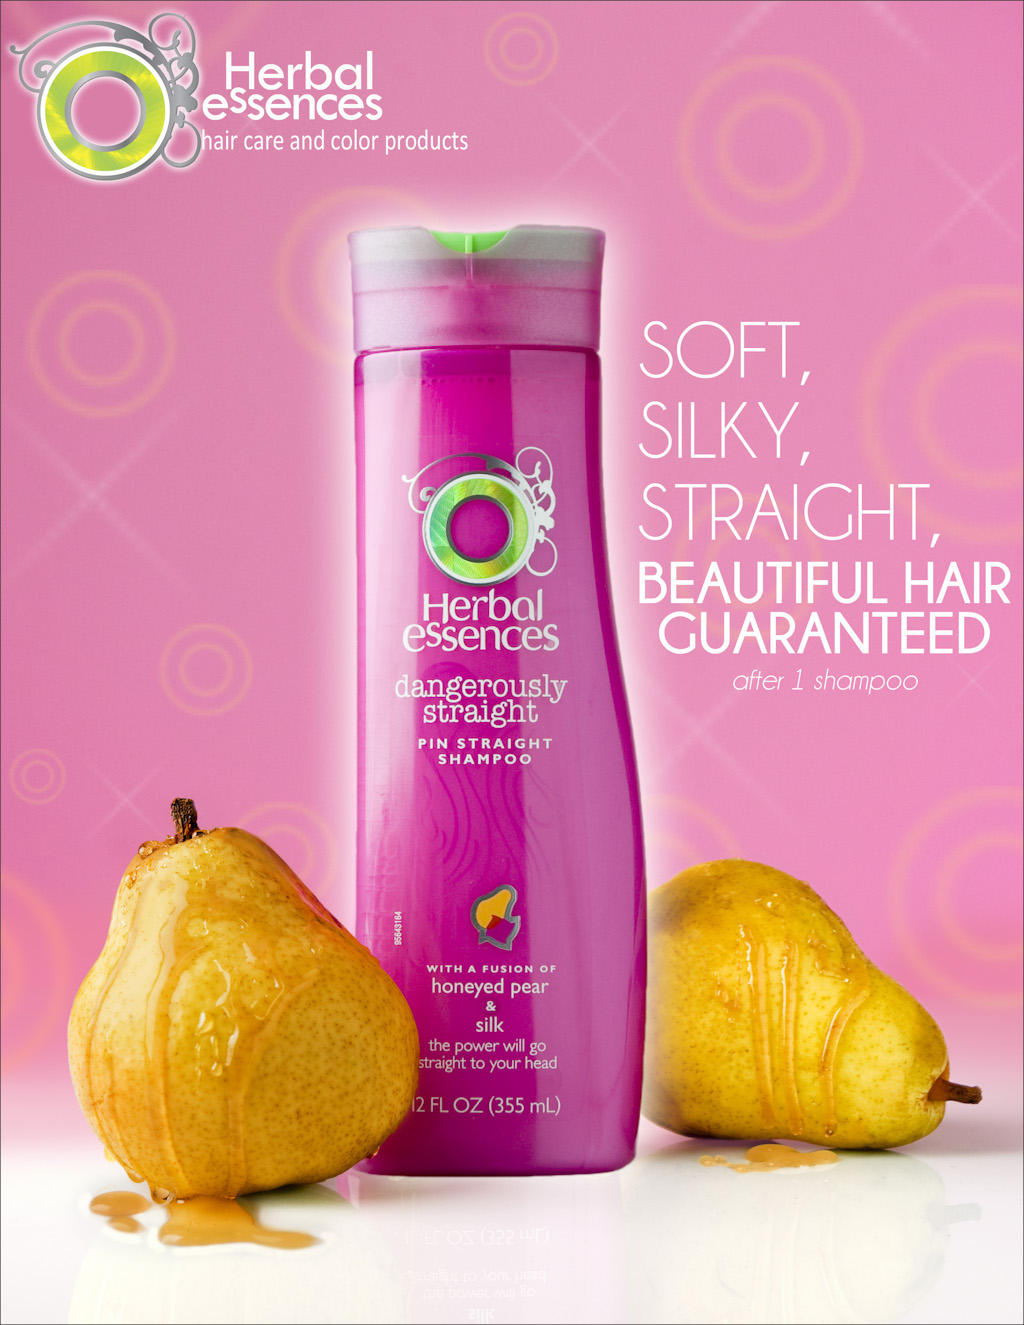 Herbal
essences
hair care and color products
SOFT,
SILKY,
STRAIGHT,
BEAUTIFUL HAIR
GUARANTEED
after 1 shampoo
Herbal
essences
dangerously
straight
PIN STRAIGHT
SHAMPOO
95643164
WITH A FUSION OF
honeyed pear
&
silk
the power will go
straight to your head
12 FL OZ (355 mL)